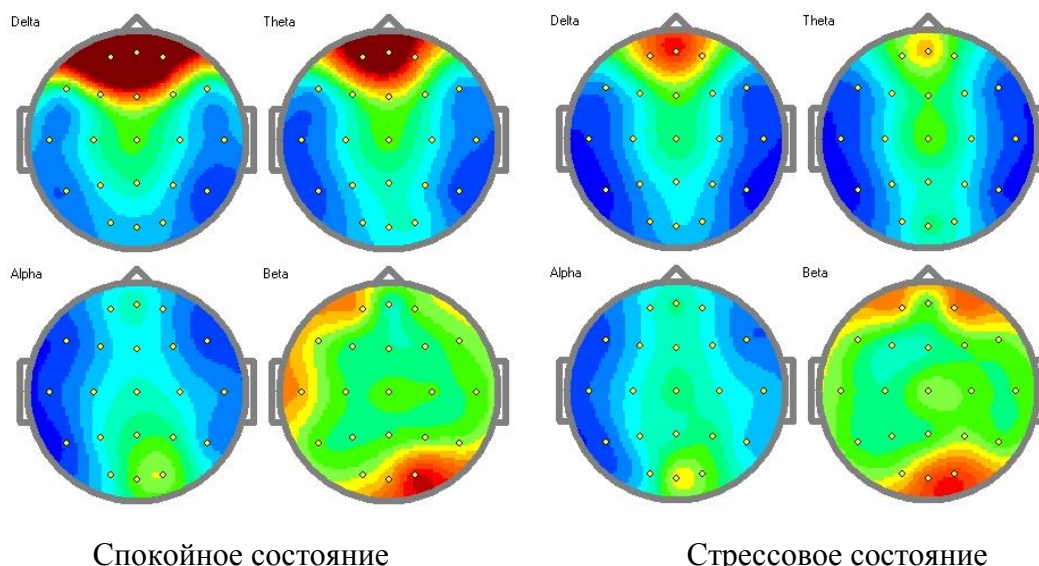 Delta Theta Delta Theta
Alpha Beta Alpha Beta
Спокойное состояние Стрессовое состояние